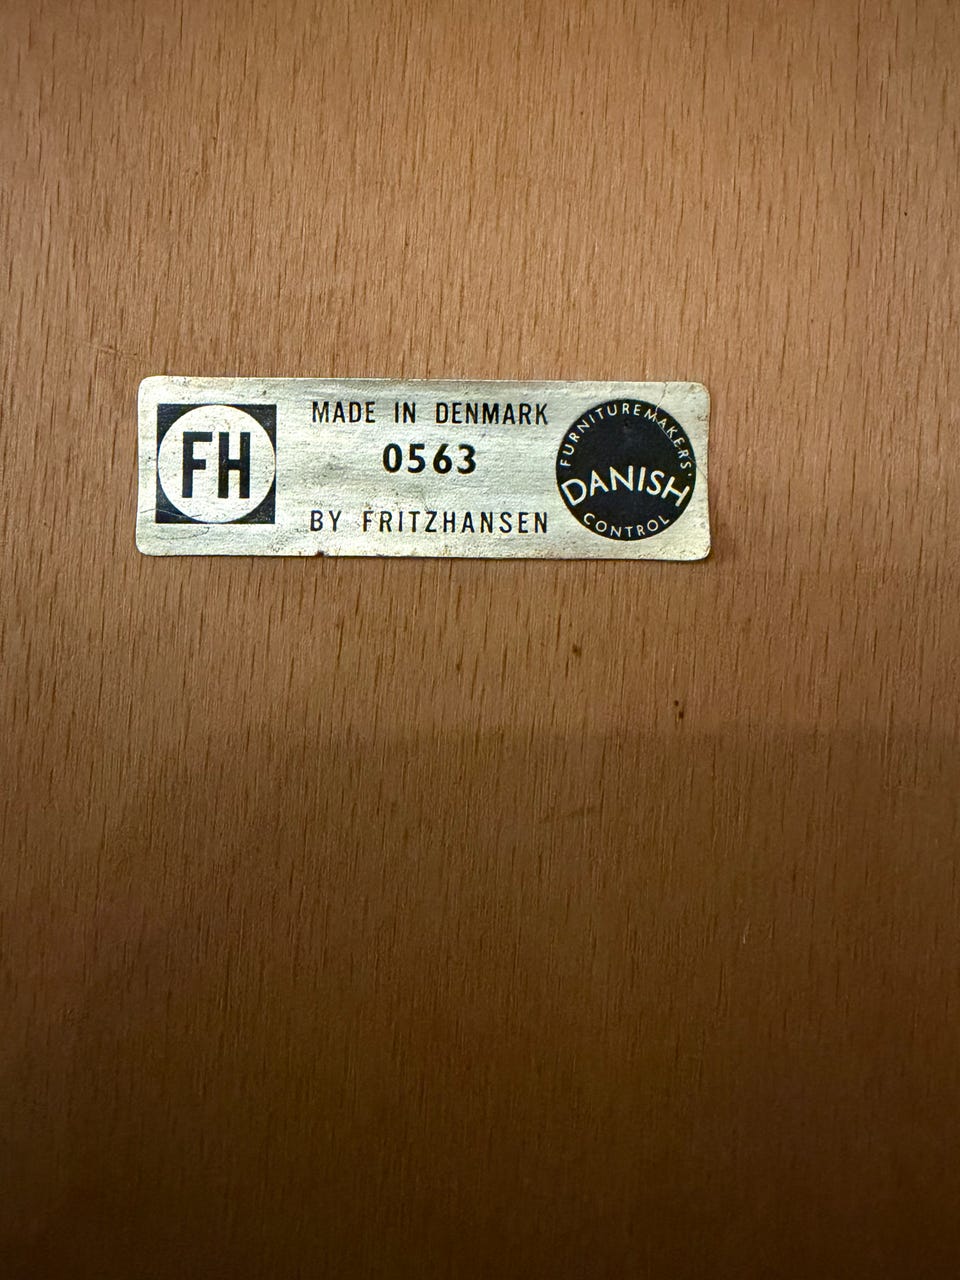 FH
MADE IN DENMARK
0563
BY FRITZHANSEN
FURNITUREMAKERS'
DANISH
CONTROL